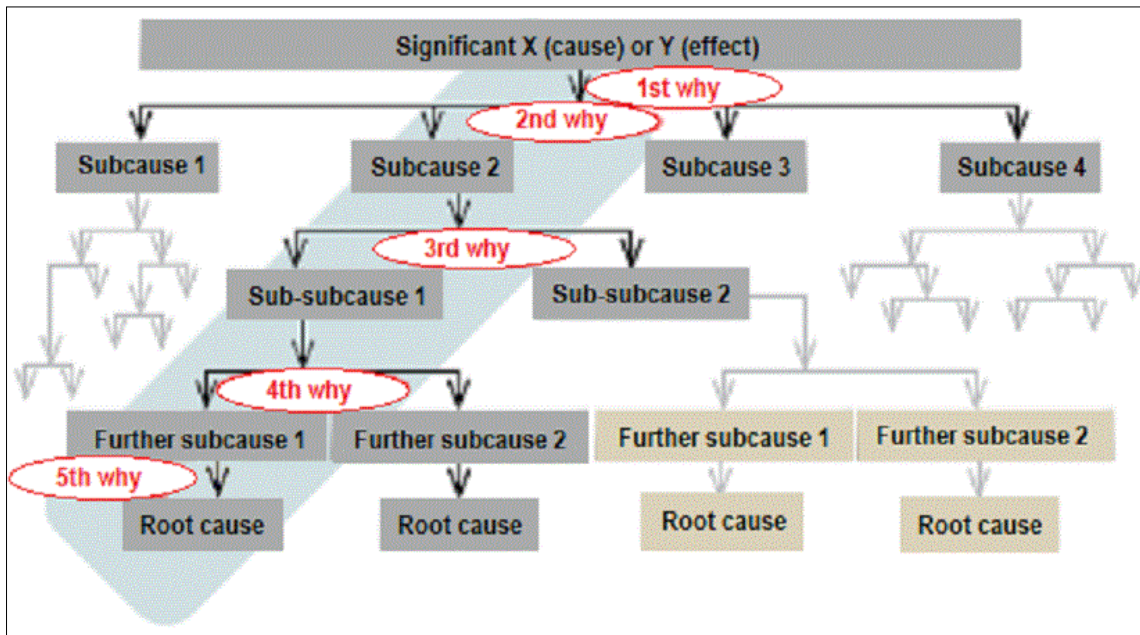 Significant X (cause) or Y (effect)
1st why
2nd why
Subcause 1
Subcause 2
Subcause 3
Subcause 4
3rd why
Sub-subcause 1
Sub-subcause 2
4th why
Further subcause 1
Further subcause 2
Further subcause 1
Further subcause 2
5th why
Root cause
Root cause
Root cause
Root cause